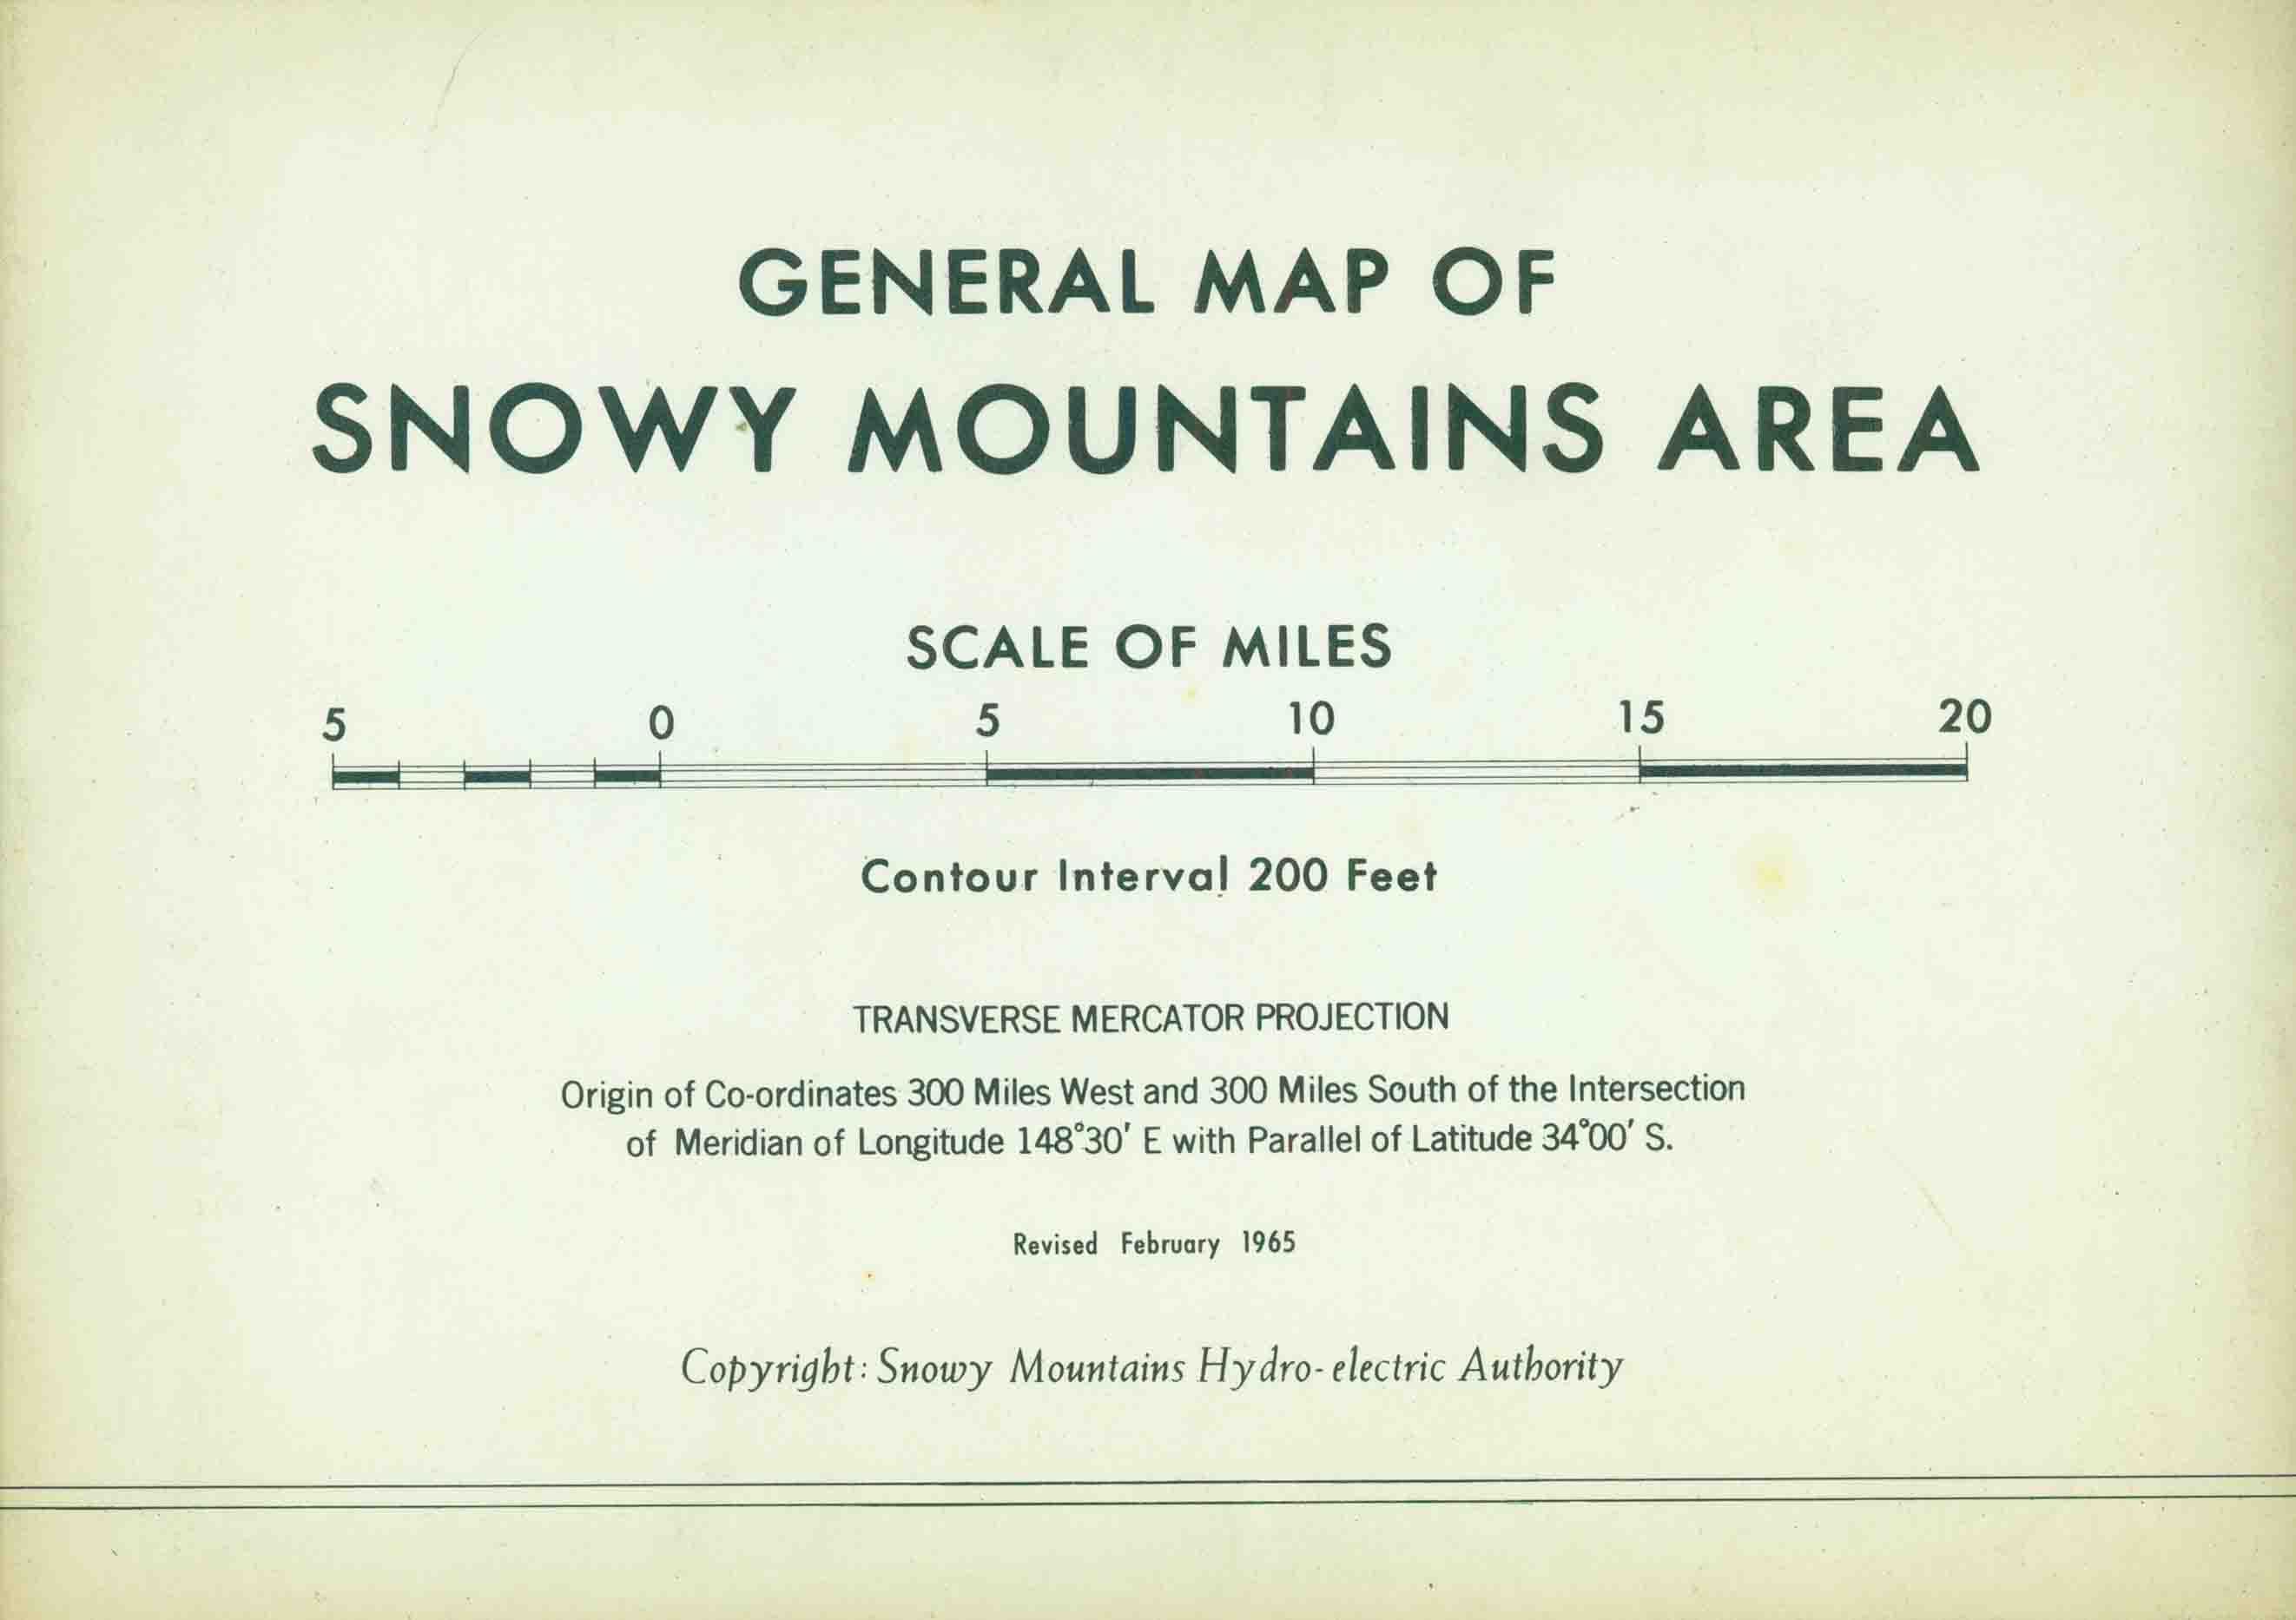 GENERAL MAP OF
SNOWY MOUNTAINS AREA
SCALE OF MILES
5 0 5 10 15 20
Contour Interval 200 Feet
TRANSVERSE MERCATOR PROJECTION
Origin of Co-ordinates 300 Miles West and 300 Miles South of the Intersection
of Meridian of Longitude 148°30′ E with Parallel of Latitude 34°00′ S.
Revised February 1965
Copyright: Snowy Mountains Hydro-electric Authority